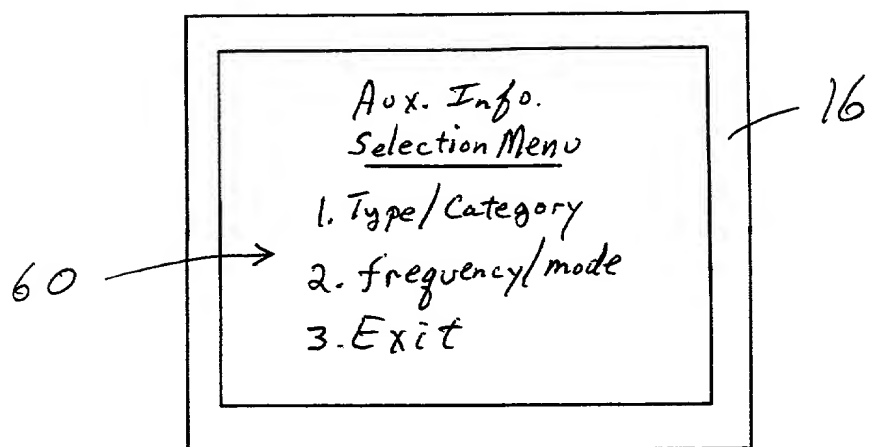 Aux. Info.
Selection Menu
1. Type/Category
2. frequency/mode
3. Exit
16
60